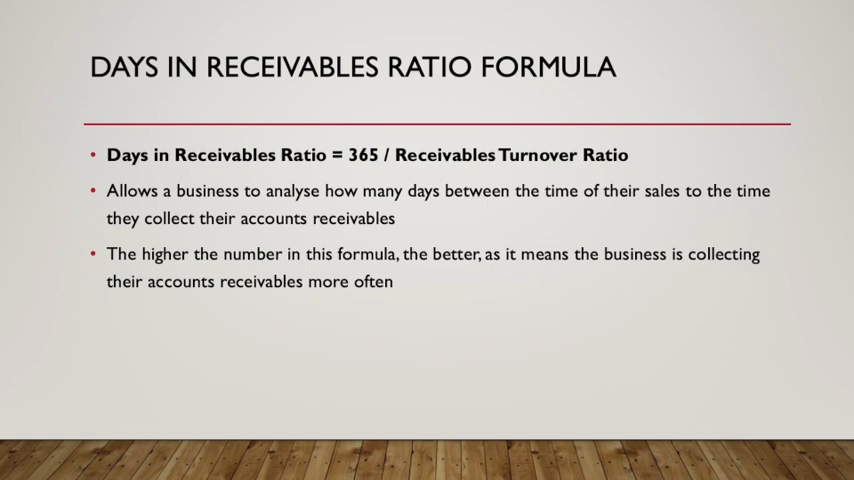 DAYS IN RECEIVABLES RATIO FORMULA
• Days in Receivables Ratio = 365 / Receivables Turnover Ratio
• Allows a business to analyse how many days between the time of their sales to the time
they collect their accounts receivables
• The higher the number in this formula, the better, as it means the business is collecting
their accounts receivables more often